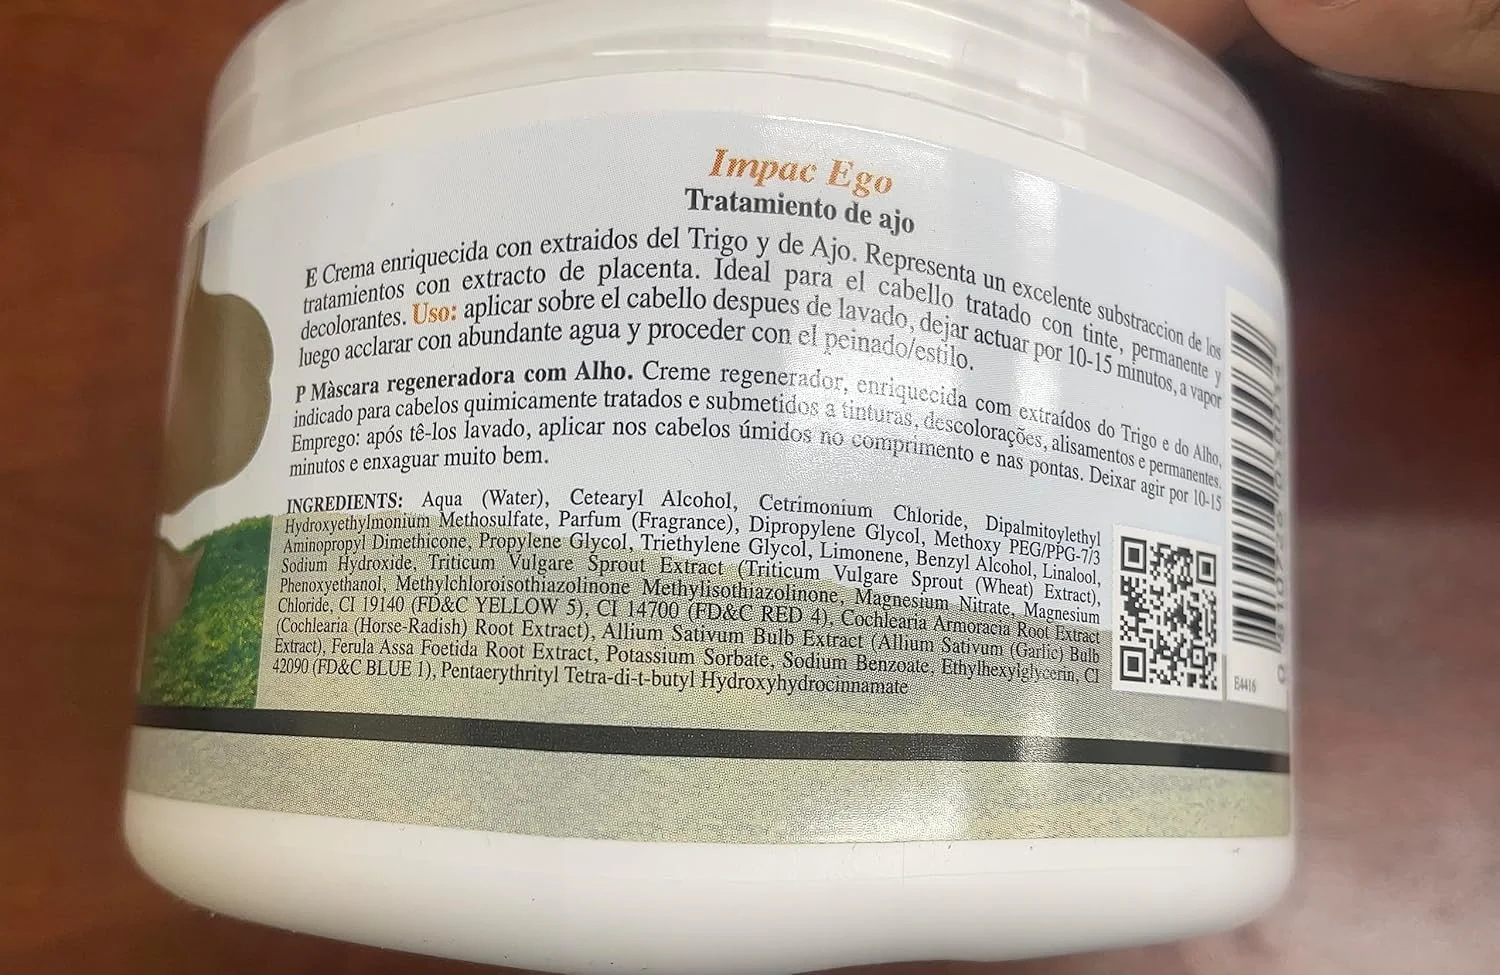 Impac Ego
Tratamiento de ajo
E Crema enriquecida con extraidos del Trigo y de Ajo. Representa un excelente substraccion de los
tratamientos con extracto de placenta. Ideal para el cabello tratado con tinte, permanente y
decolorantes. Uso: aplicar sobre el cabello despues de lavado, dejar actuar por 10-15 minutos, a vapor
luego acclarar con abundante agua y proceder con el peinado/estilo.
P Màscara regeneradora com Alho. Creme regenerador, enriquecida com extraídos do Trigo e do Alho,
indicado para cabelos quimicamente tratados e submetidos a tinturas, descolorações, alisamentos e permanentes.
Emprego: após tê-los lavado, aplicar nos cabelos úmidos no comprimento e nas pontas. Deixar agir por 10-15
minutos e enxaguar muito bem.
INGREDIENTS: Aqua (Water), Cetearyl Alcohol, Cetrimonium Chloride, Dipalmitoylethyl
Hydroxyethylmonium Methosulfate, Parfum (Fragrance), Dipropylene Glycol, Methoxy PEG/PPG-7/3
Aminopropyl Dimethicone, Propylene Glycol, Triethylene Glycol, Limonene, Benzyl Alcohol, Linalool,
Sodium Hydroxide, Triticum Vulgare Sprout Extract (Triticum Vulgare Sprout (Wheat) Extract),
Phenoxyethanol, Methylchloroisothiazolinone Methylisothiazolinone, Magnesium Nitrate, Magnesium
Chloride, CI 19140 (FD&C YELLOW 5), CI 14700 (FD&C RED 4), Cochlearia Armoracia Root Extract
(Cochlearia (Horse-Radish) Root Extract), Allium Sativum Bulb Extract (Allium Sativum (Garlic) Bulb
Extract), Ferula Assa Foetida Root Extract, Potassium Sorbate, Sodium Benzoate, Ethylhexylglycerin, CI
42090 (FD&C BLUE 1), Pentaerythrityl Tetra-di-t-butyl Hydroxyhydrocinnamate
E4416